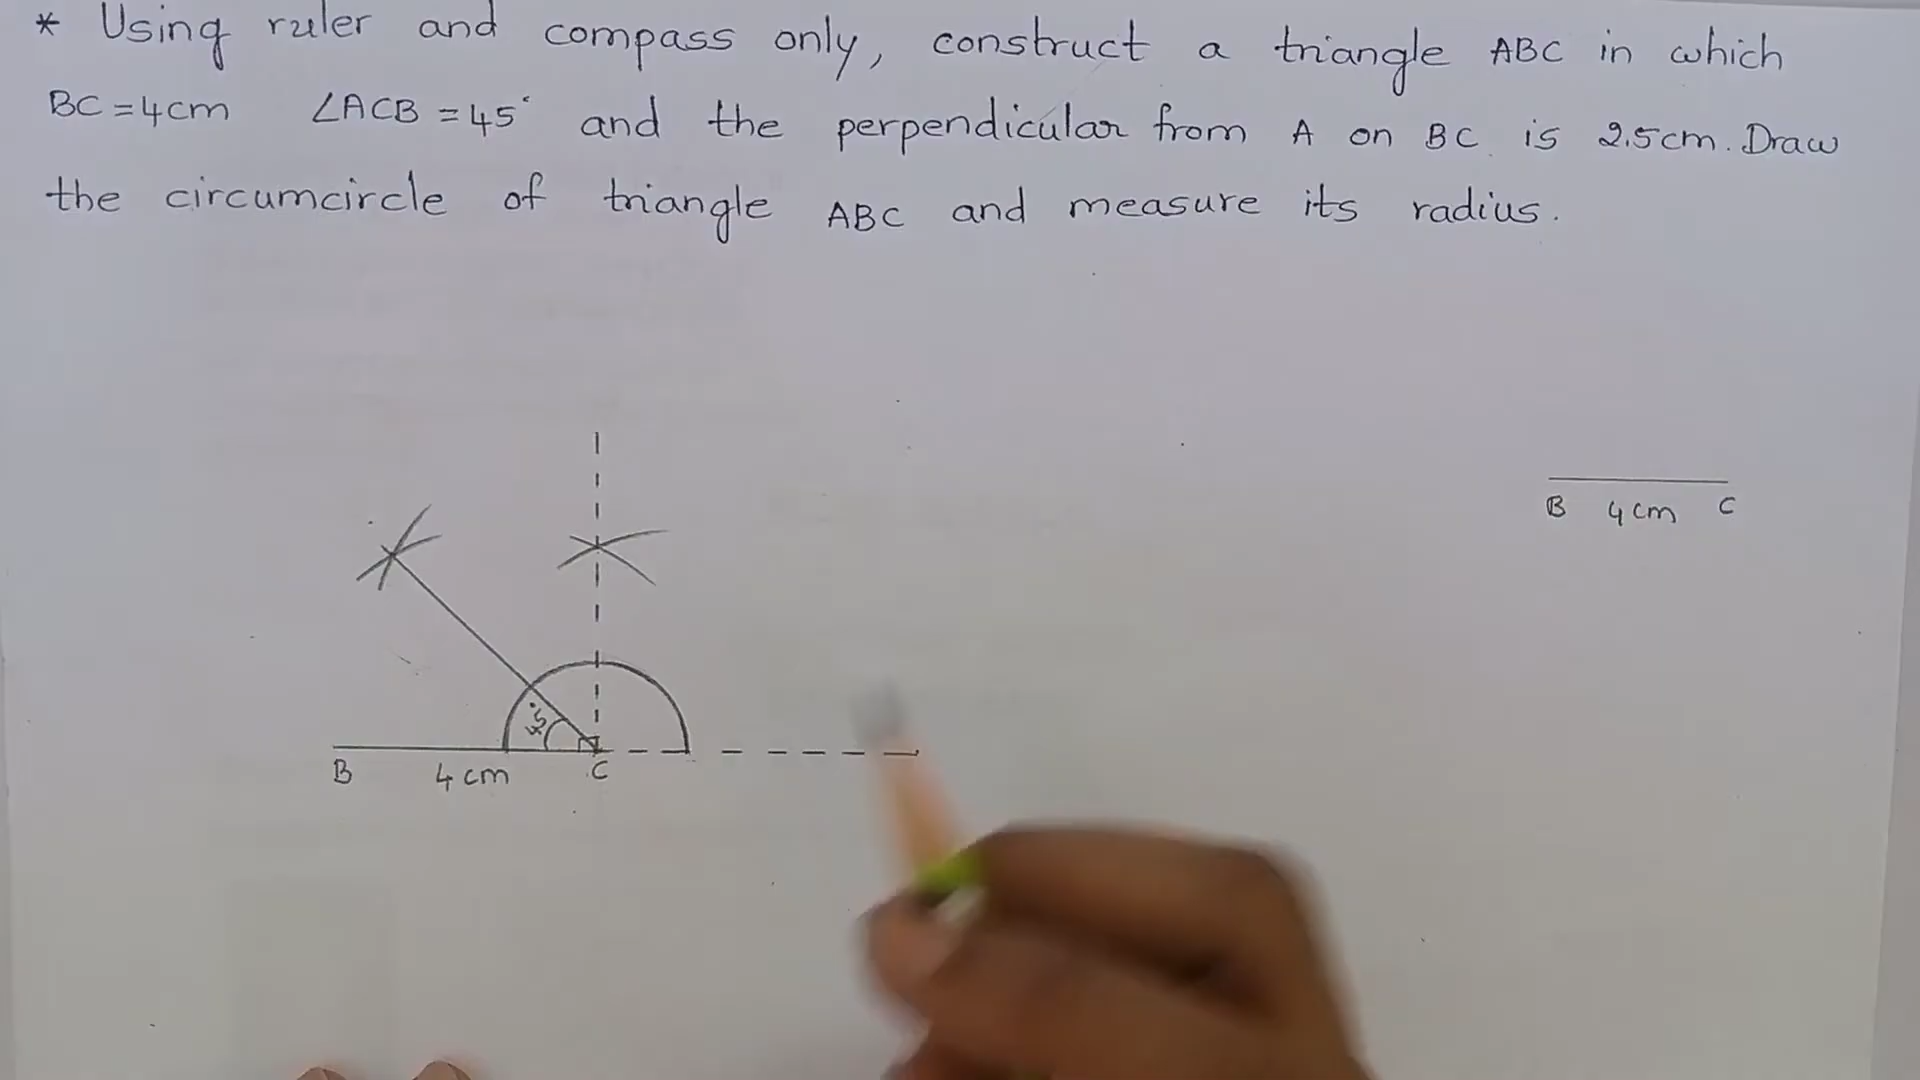 * Using ruler and compass only, construct a triangle ABC in which
BC = 4cm ∠ACB = 45° and the perpendicular from A on BC is 2.5cm. Draw
the circumcircle of triangle ABC and measure its radius.
B 4cm C
45°
B 4cm C